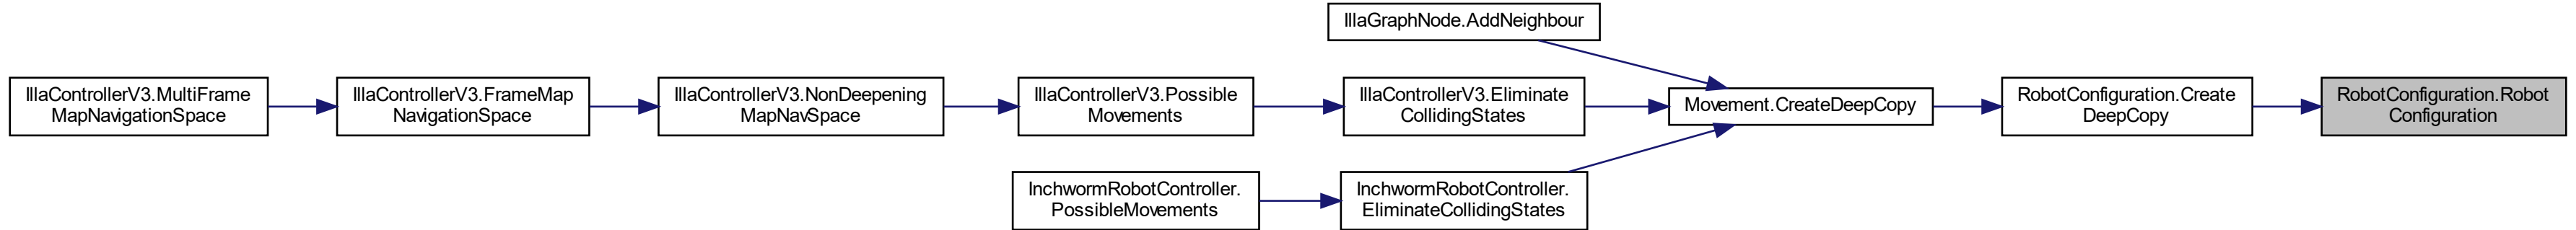 IllaGraphNode.AddNeighbour
IllaControllerV3.MultiFrame
MapNavigationSpace
IllaControllerV3.FrameMap
NavigationSpace
IllaControllerV3.NonDeepening
MapNavSpace
IllaControllerV3.Possible
Movements
IllaControllerV3.Eliminate
CollidingStates
Movement.CreateDeepCopy
RobotConfiguration.Create
DeepCopy
RobotConfiguration.Robot
Configuration
InchwormRobotController.
PossibleMovements
InchwormRobotController.
EliminateCollidingStates